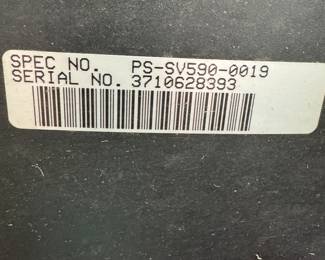 SPEC NO. PS-SV590-0019
SERIAL NO. 3710628393